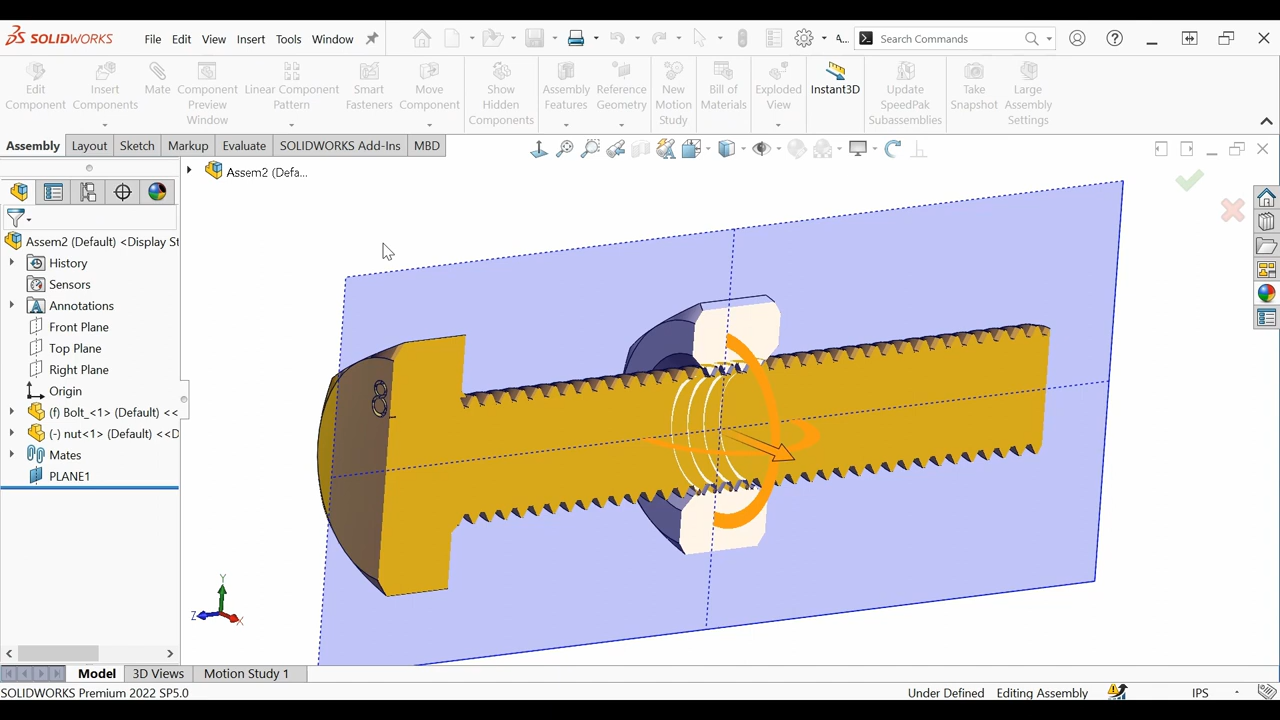 SOLIDWORKS File Edit View Insert Tools Window A... Search Commands
Edit Component
Insert Components
Mate
Component Preview Window
Linear Component Pattern
Smart Fasteners
Move Component
Show Hidden Components
Assembly Features
Reference Geometry
New Motion Study
Bill of Materials
Exploded View
Instant3D
Update SpeedPak Subassemblies
Take Snapshot
Large Assembly Settings
Assembly Layout Sketch Markup Evaluate SOLIDWORKS Add-Ins MBD
Assem2 (Defa...
Assem2 (Default) <Display St
History
Sensors
Annotations
Front Plane
Top Plane
Right Plane
Origin
(f) Bolt_<1> (Default) <<
(-) nut<1> (Default) <<D
Mates
PLANE1
8
Y
Z
X
Model 3D Views Motion Study 1
SOLIDWORKS Premium 2022 SP5.0 Under Defined Editing Assembly IPS